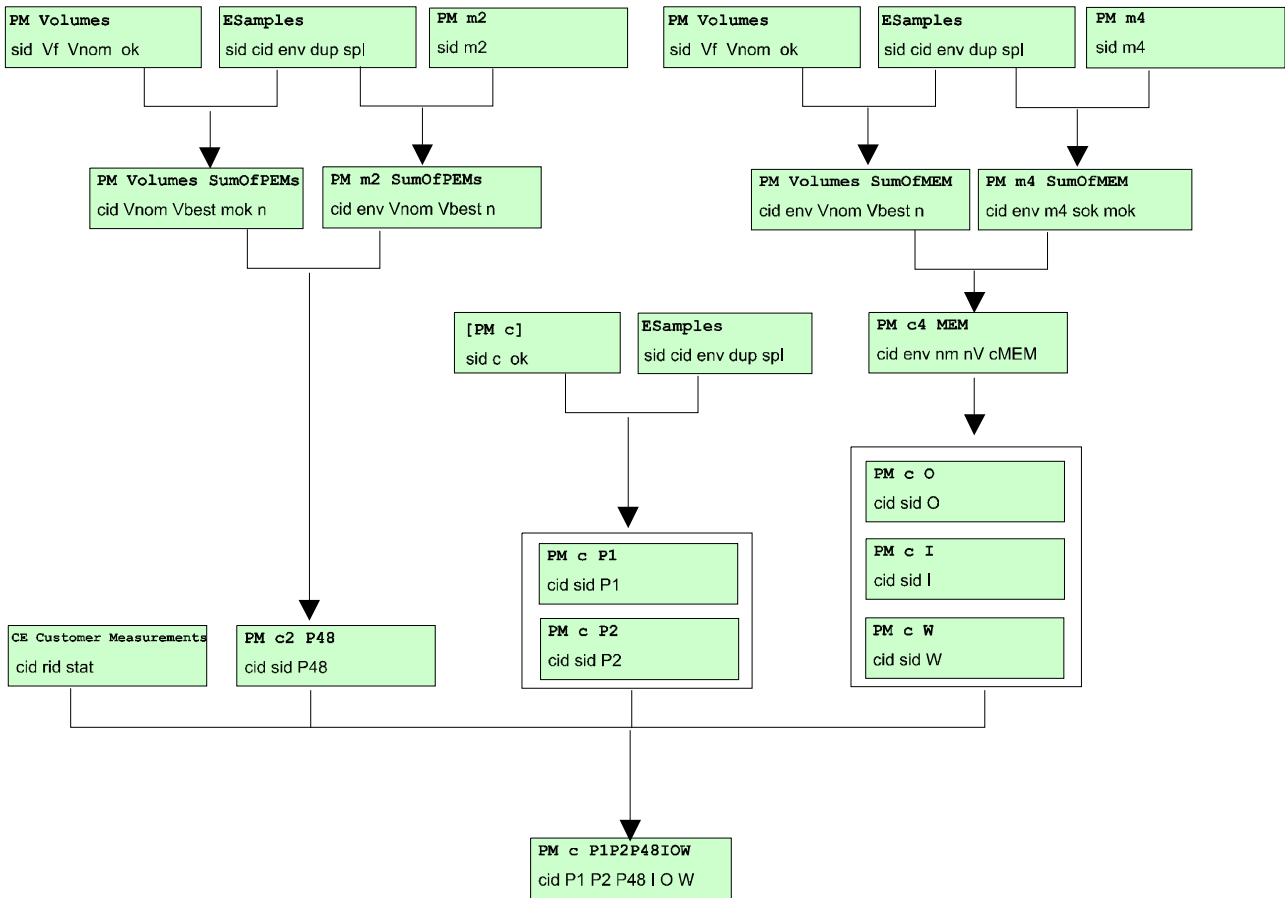 PM Volumes
sid Vf Vnom ok
ESamples
sid cid env dup spl
PM m2
sid m2
PM Volumes
sid Vf Vnom ok
ESamples
sid cid env dup spl
PM m4
sid m4
PM Volumes SumOfPEMs
cid Vnom Vbest mok n
PM m2 SumOfPEMs
cid env Vnom Vbest n
PM Volumes SumOfMEM
cid env Vnom Vbest n
PM m4 SumOfMEM
cid env m4 sok mok
[PM c]
sid c ok
ESamples
sid cid env dup spl
PM c4 MEM
cid env nm nV cMEM
PM c O
cid sid O
PM c I
cid sid I
PM c W
cid sid W
PM c P1
cid sid P1
PM c P2
cid sid P2
CE Customer Measurements
cid rid stat
PM c2 P48
cid sid P48
PM c P1P2P48IOW
cid P1 P2 P48 I O W